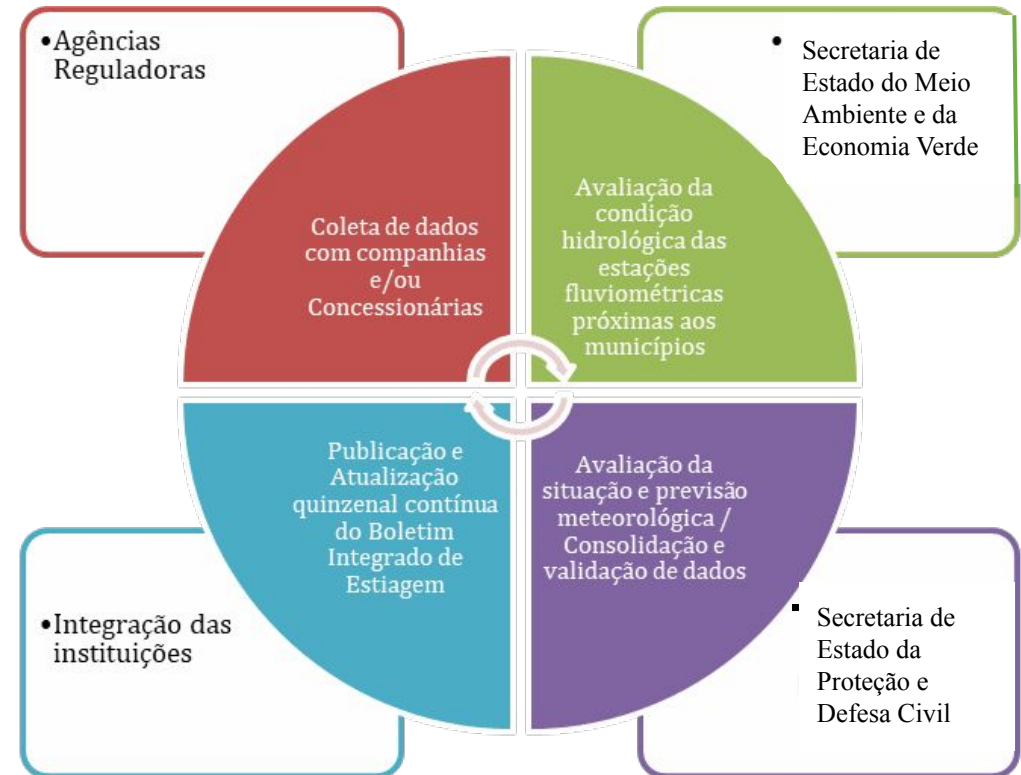 •Agências
Reguladoras
• Secretaria de
Estado do Meio
Ambiente e da
Economia Verde
Coleta de dados
com companhias
e/ou
Concessionárias
Avaliação da
condição
hidrológica das
estações
fluviométricas
próximas aos
municípios
Publicação e
Atualização
quinzenal contínua
do Boletim
Integrado de
Estiagem
Avaliação da
situação e previsão
meteorológica /
Consolidação e
validação de dados
•Integração das
instituições
▪ Secretaria de
Estado da
Proteção e
Defesa Civil